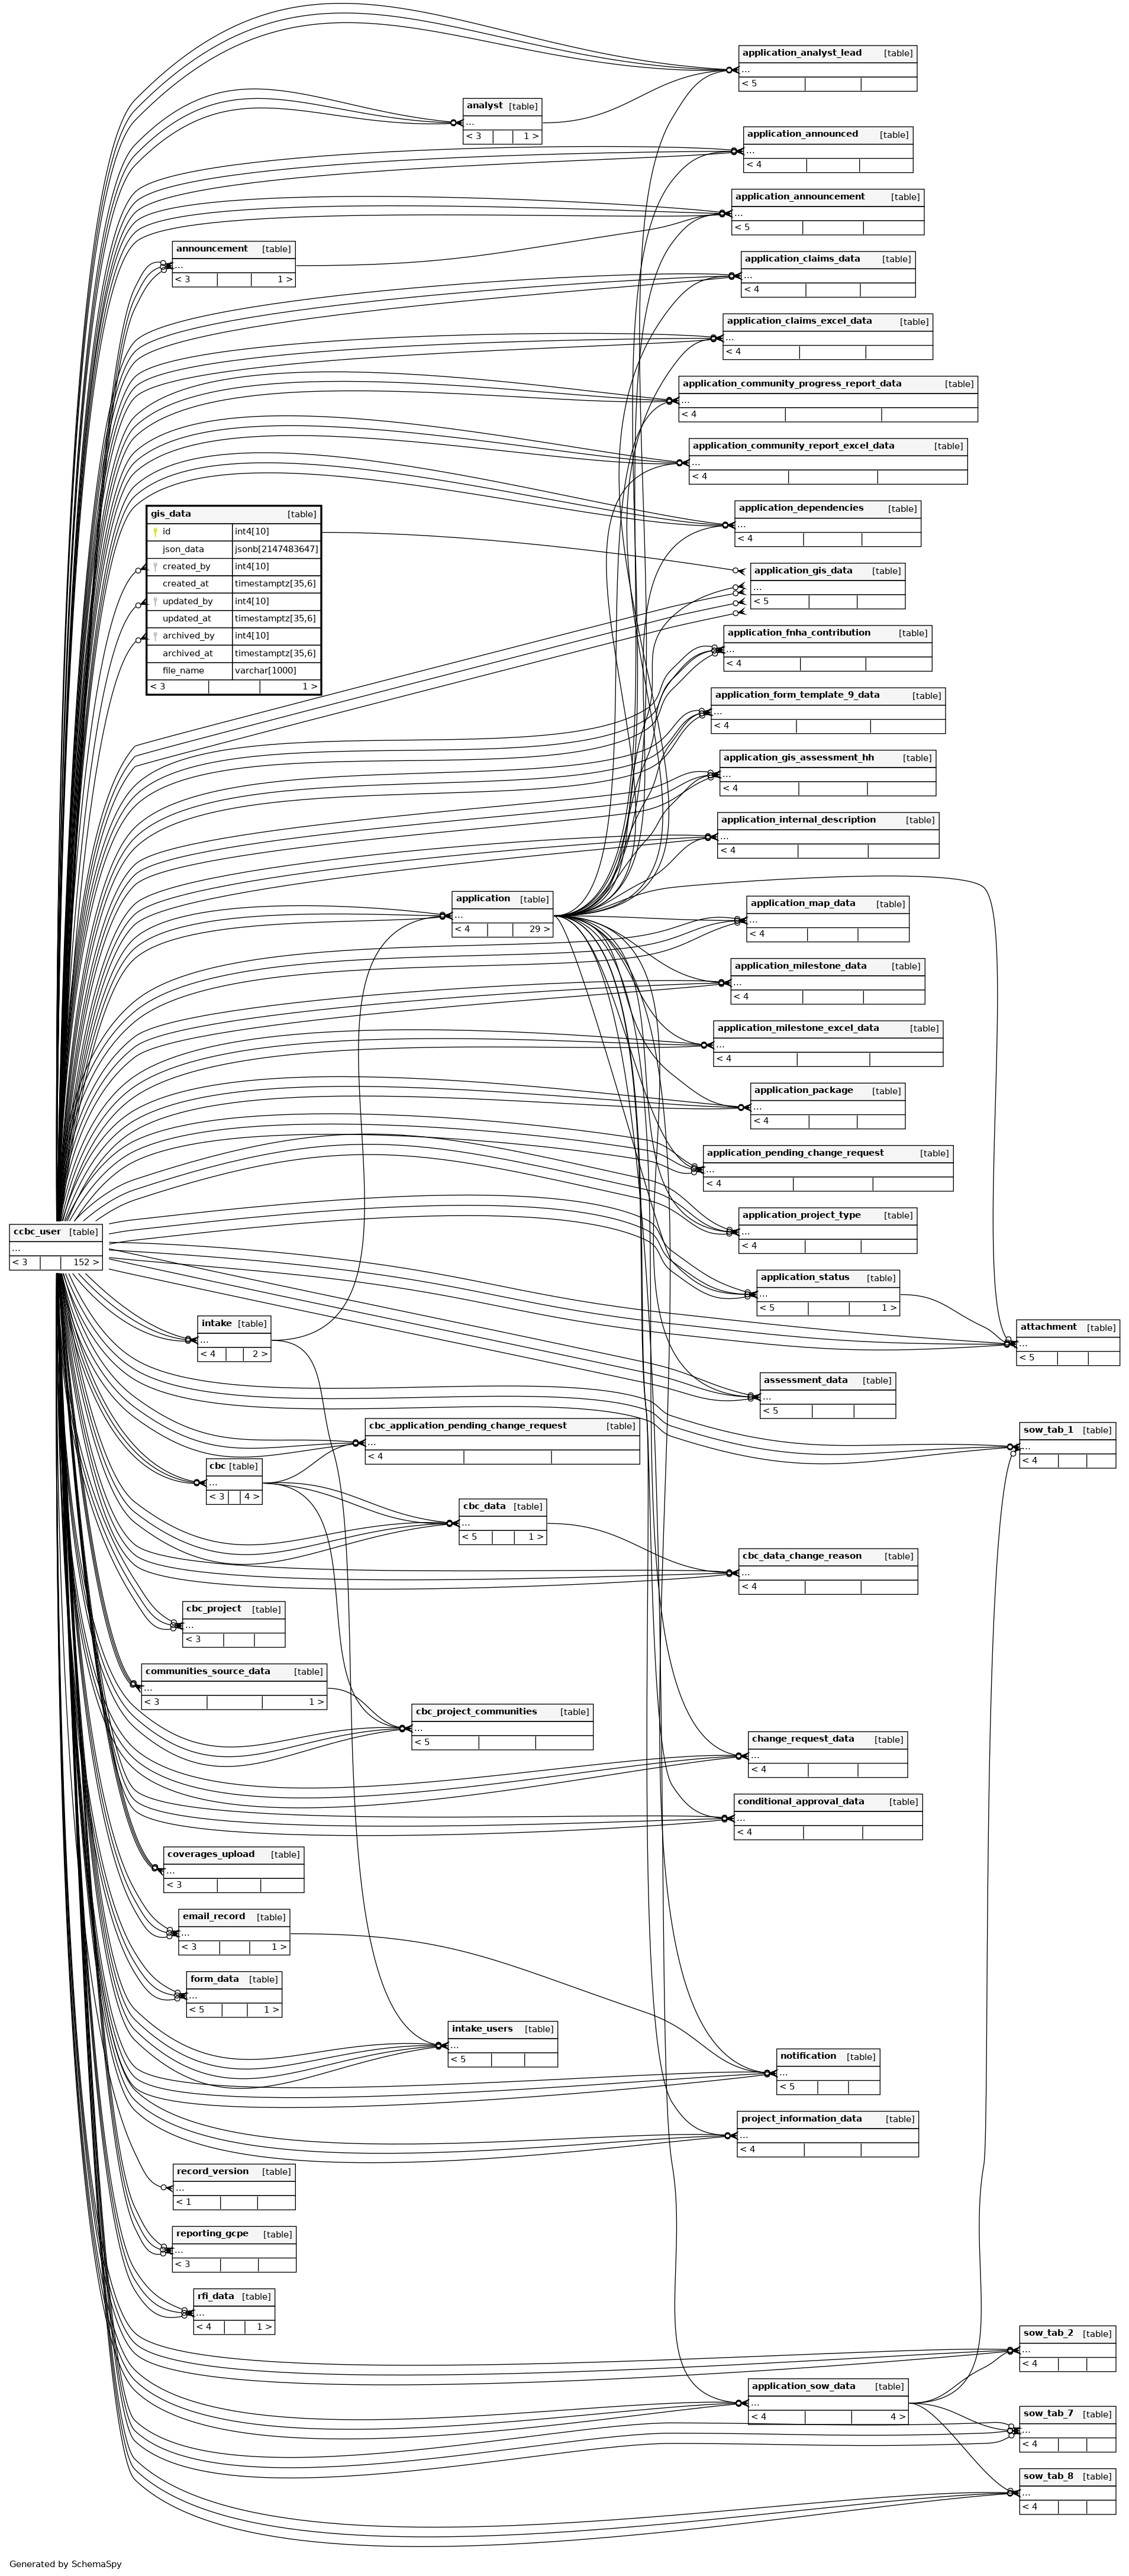 application_analyst_lead [table]
...
< 5
analyst [table]
...
< 3 1 >
application_announced [table]
...
< 4
application_announcement [table]
...
< 5
announcement [table]
...
< 3 1 >
application_claims_data [table]
...
< 4
application_claims_excel_data [table]
...
< 4
application_community_progress_report_data [table]
...
< 4
application_community_report_excel_data [table]
...
< 4
application_dependencies [table]
...
< 4
gis_data [table]
id int4[10]
json_data jsonb[2147483647]
created_by int4[10]
created_at timestamptz[35,6]
updated_by int4[10]
updated_at timestamptz[35,6]
archived_by int4[10]
archived_at timestamptz[35,6]
file_name varchar[1000]
< 3 1 >
application_gis_data [table]
...
< 5
application_fnha_contribution [table]
...
< 4
application_form_template_9_data [table]
...
< 4
application_gis_assessment_hh [table]
...
< 4
application_internal_description [table]
...
< 4
application [table]
...
< 4 29 >
application_map_data [table]
...
< 4
application_milestone_data [table]
...
< 4
application_milestone_excel_data [table]
...
< 4
application_package [table]
...
< 4
application_pending_change_request [table]
...
< 4
application_project_type [table]
...
< 4
ccbc_user [table]
...
< 3 152 >
application_status [table]
...
< 5 1 >
intake [table]
...
< 4 2 >
attachment [table]
...
< 5
assessment_data [table]
...
< 5
cbc_application_pending_change_request [table]
...
< 4
sow_tab_1 [table]
...
< 4
cbc [table]
...
< 3 4 >
cbc_data [table]
...
< 5 1 >
cbc_data_change_reason [table]
...
< 4
cbc_project [table]
...
< 3
communities_source_data [table]
...
< 3 1 >
cbc_project_communities [table]
...
< 5
change_request_data [table]
...
< 4
conditional_approval_data [table]
...
< 4
coverages_upload [table]
...
< 3
email_record [table]
...
< 3 1 >
form_data [table]
...
< 5 1 >
intake_users [table]
...
< 5
notification [table]
...
< 5
project_information_data [table]
...
< 4
record_version [table]
...
< 1
reporting_gcpe [table]
...
< 3
rfi_data [table]
...
< 4 1 >
sow_tab_2 [table]
...
< 4
application_sow_data [table]
...
< 4 4 >
sow_tab_7 [table]
...
< 4
sow_tab_8 [table]
...
< 4
Generated by SchemaSpy